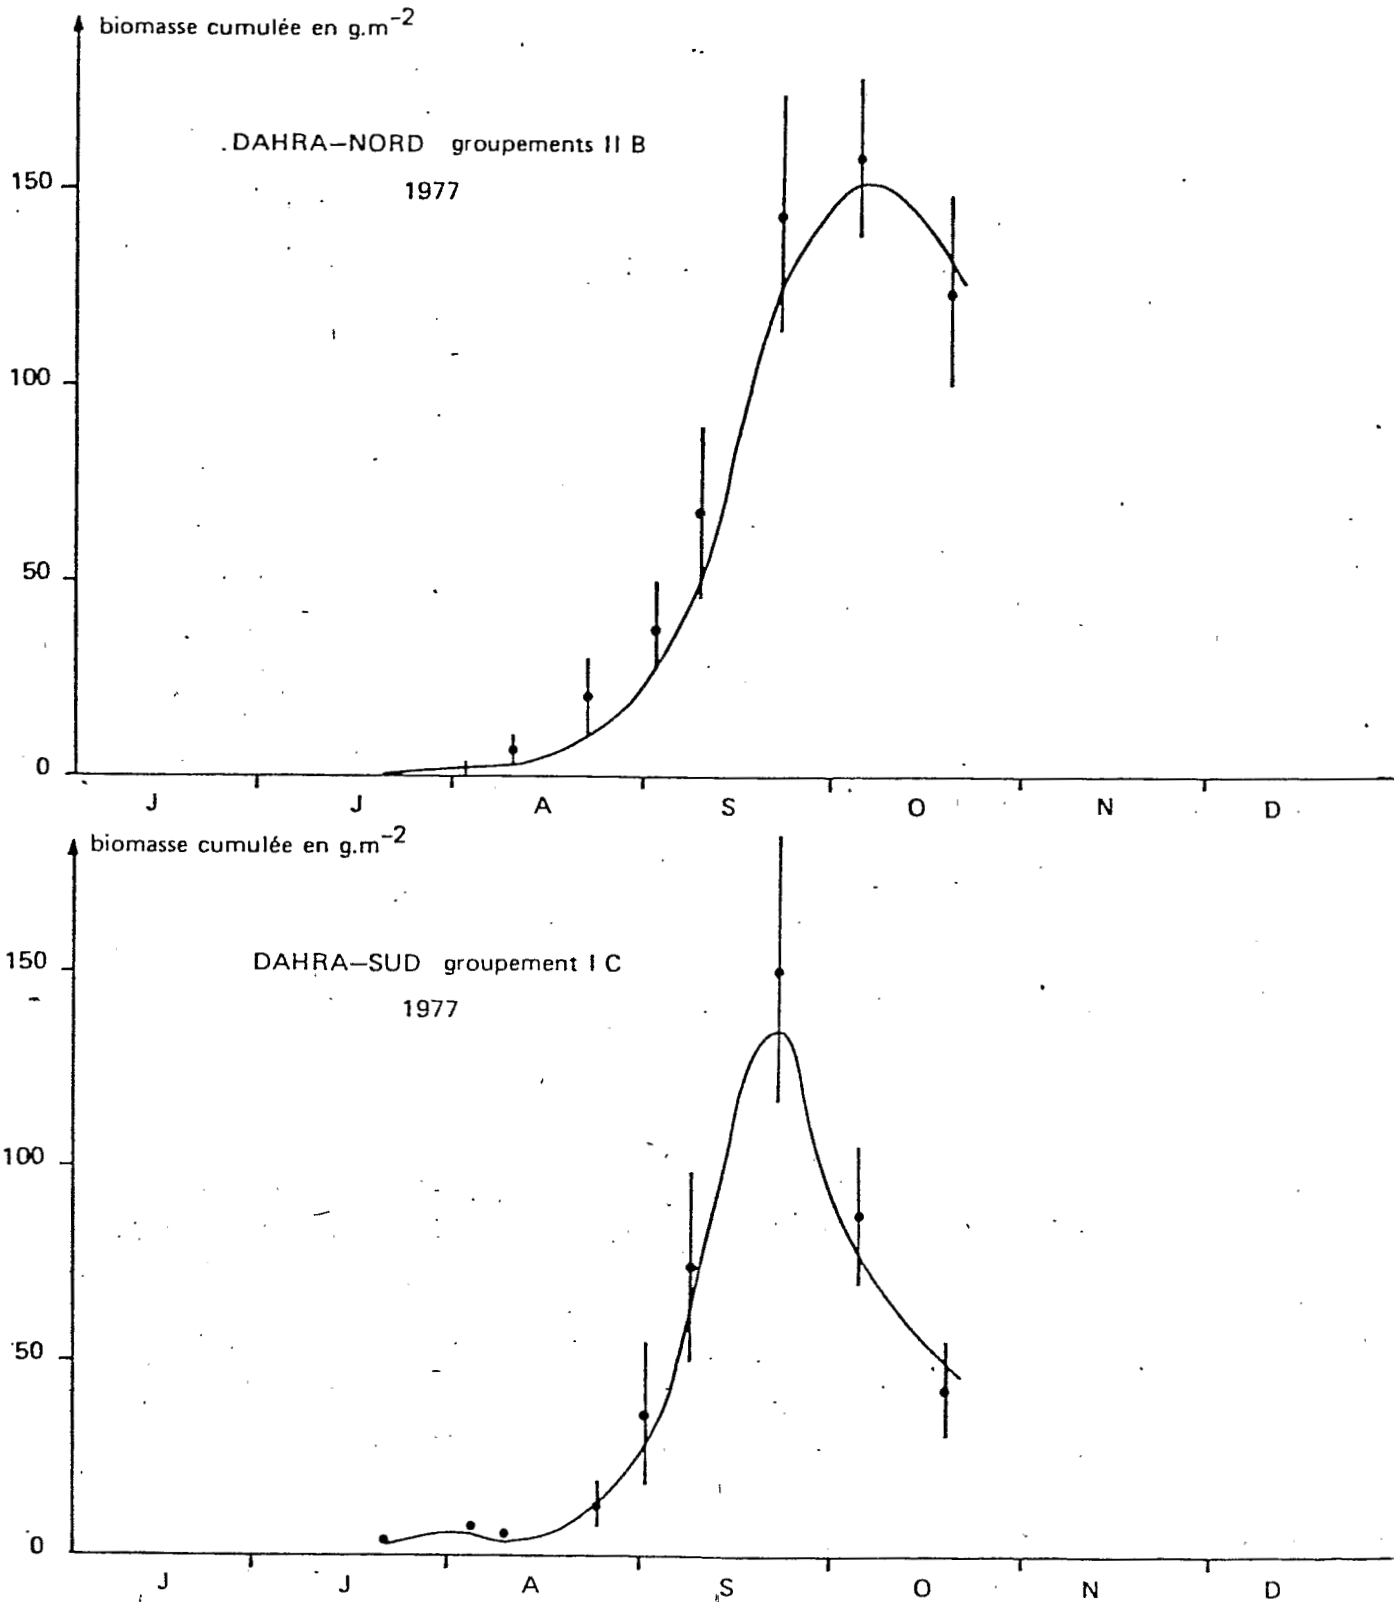 biomasse cumulée en g.m⁻²
DAHRA–NORD groupements II B
1977
150
100
50
0
J J A S O N D
biomasse cumulée en g.m⁻²
DAHRA–SUD groupement I C
1977
150
100
50
0
J J A S O N D